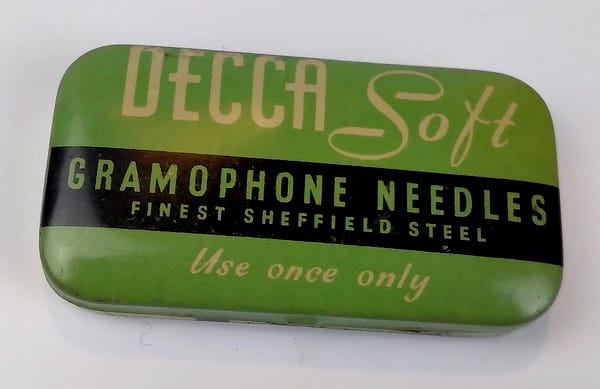 DECCA Soft
GRAMOPHONE NEEDLES
FINEST SHEFFIELD STEEL
Use once only